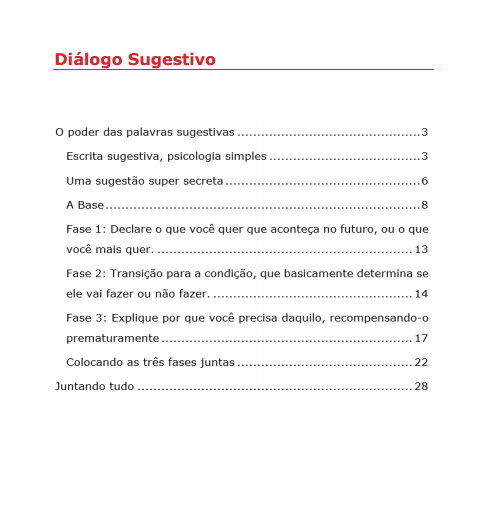 Diálogo Sugestivo
O poder das palavras sugestivas ............................................. 3
Escrita sugestiva, psicologia simples ..................................... 3
Uma sugestão super secreta ................................................ 6
A Base ............................................................................. 8
Fase 1: Declare o que você quer que aconteça no futuro, ou o que
você mais quer. ............................................................... 13
Fase 2: Transição para a condição, que basicamente determina se
ele vai fazer ou não fazer. ................................................. 14
Fase 3: Explique por que você precisa daquilo, recompensando-o
prematuramente .............................................................. 17
Colocando as três fases juntas ........................................... 22
Juntando tudo .................................................................... 28